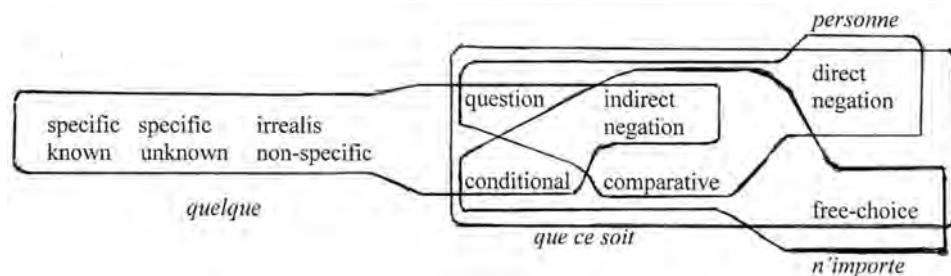 personne
question indirect direct
negation negation
specific specific irrealis
known unknown non-specific
conditional comparative
quelque free-choice
que ce soit
n'importe